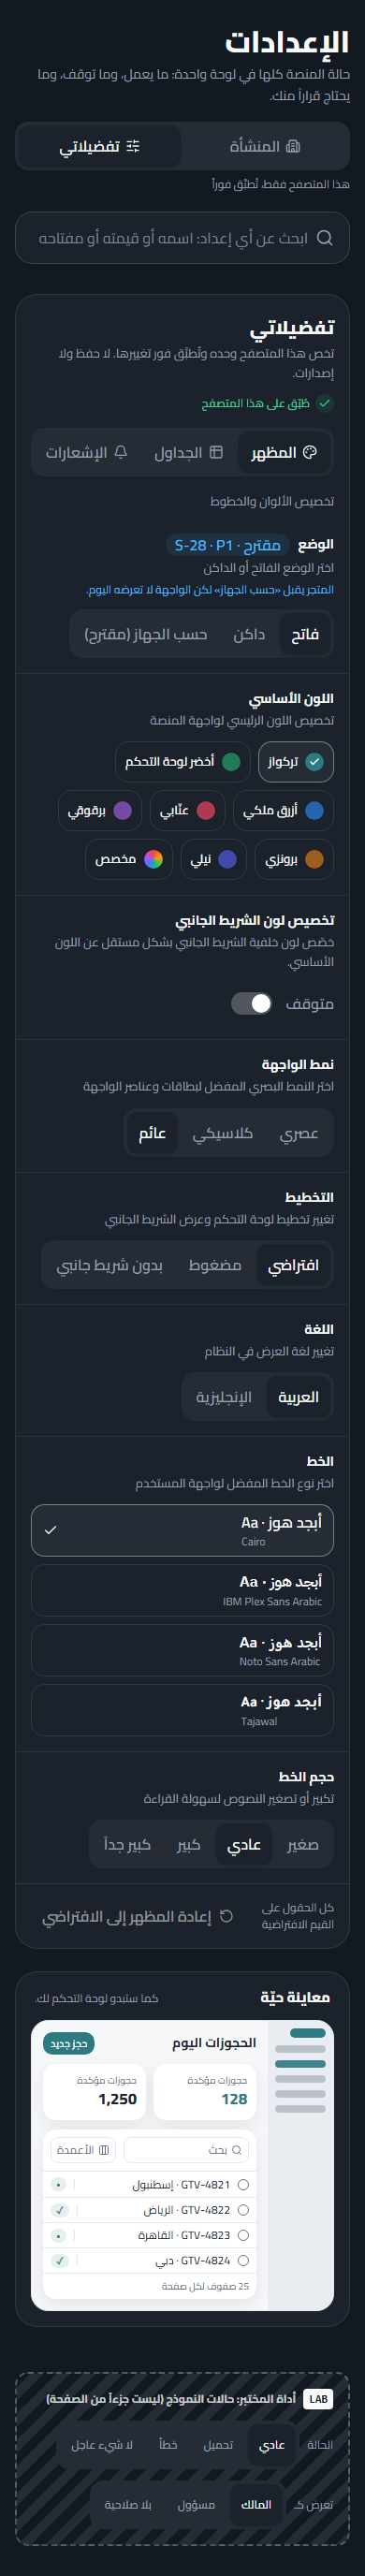 الإعدادات
حالة المنصة كلها في لوحة واحدة: ما يعمل، وما توقف، وما
يحتاج قراراً منك.
المنشأة
تفضيلاتي
هذا المتصفح فقط، تُطبَّق فوراً
ابحث عن أي إعداد: اسمه أو قيمته أو مفتاحه
تفضيلاتي
تخص هذا المتصفح وحده وتُطبَّق فور تغييرها. لا حفظ ولا
إصدارات.
طُبّق على هذا المتصفح
المظهر
الجداول
الإشعارات
تخصيص الألوان والخطوط
الوضع
مقترح · S-28 · P1
اختر الوضع الفاتح أو الداكن
المتجر يقبل «حسب الجهاز» لكن الواجهة لا تعرضه اليوم.
فاتح
داكن
حسب الجهاز (مقترح)
اللون الأساسي
تخصيص اللون الرئيسي لواجهة المنصة
تركواز
أخضر لوحة التحكم
أزرق ملكي
عنّابي
برقوقي
برونزي
نيلي
مخصص
تخصيص لون الشريط الجانبي
خصّص لون خلفية الشريط الجانبي بشكل مستقل عن اللون
الأساسي.
متوقف
نمط الواجهة
اختر النمط البصري المفضل لبطاقات وعناصر الواجهة
عصري
كلاسيكي
عائم
التخطيط
تغيير تخطيط لوحة التحكم وعرض الشريط الجانبي
افتراضي
مضغوط
بدون شريط جانبي
اللغة
تغيير لغة العرض في النظام
العربية
الإنجليزية
الخط
اختر نوع الخط المفضل لواجهة المستخدم
أبجد هوز · Aa
Cairo
أبجد هوز · Aa
IBM Plex Sans Arabic
أبجد هوز · Aa
Noto Sans Arabic
أبجد هوز · Aa
Tajawal
حجم الخط
تكبير أو تصغير النصوص لسهولة القراءة
صغير
عادي
كبير
كبير جداً
كل الحقول على
القيم الافتراضية
إعادة المظهر إلى الافتراضي
معاينة حيّة
كما ستبدو لوحة التحكم لك.
الحجوزات اليوم
حجز جديد
حجوزات مؤكدة
128
حجوزات مؤكدة
1,250
بحث
الأعمدة
GTV-4821 · إسطنبول
GTV-4822 · الرياض
GTV-4823 · القاهرة
GTV-4824 · دبي
25 صفوف لكل صفحة
LAB
أداة المختبر: حالات النموذج (ليست جزءاً من الصفحة)
الحالة
عادي
تحميل
خطأ
لا شيء عاجل
تعرض كـ
المالك
مسؤول
بلا صلاحية